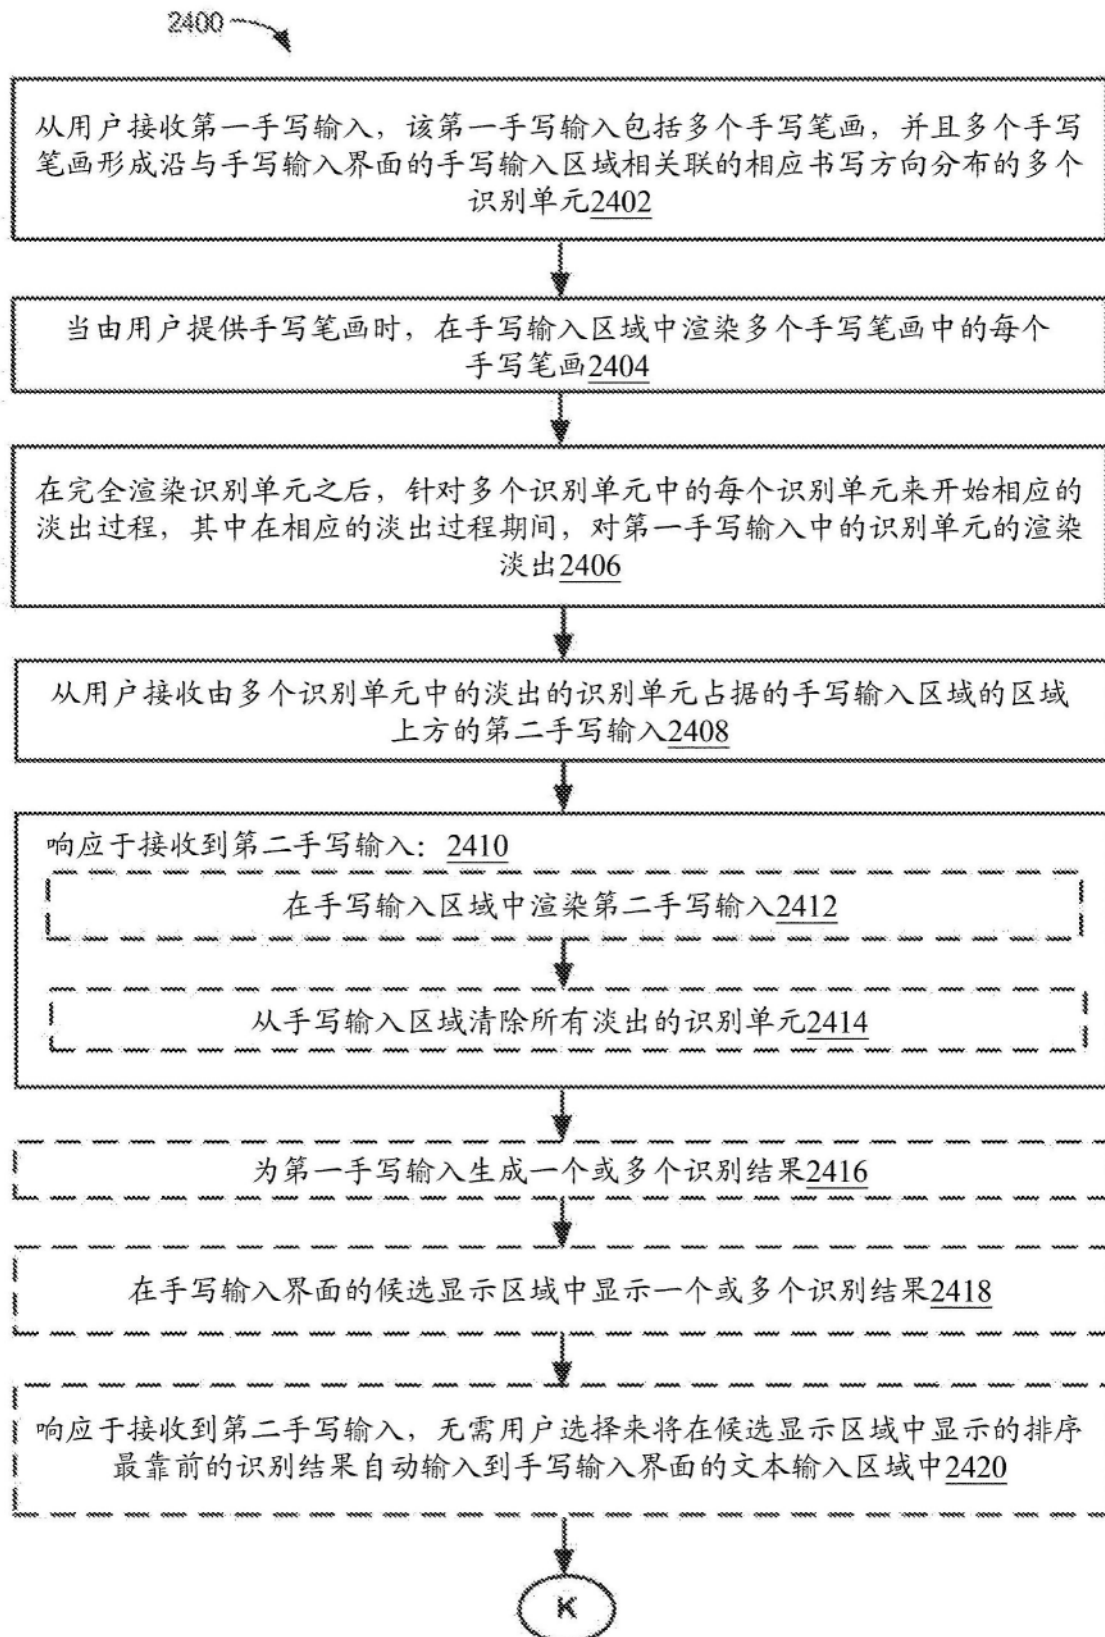 2400
从用户接收第一手写输入，该第一手写输入包括多个手写笔画，并且多个手写
笔画形成沿与手写输入界面的手写输入区域相关联的相应书写方向分布的多个
识别单元2402
当由用户提供手写笔画时，在手写输入区域中渲染多个手写笔画中的每个
手写笔画2404
在完全渲染识别单元之后，针对多个识别单元中的每个识别单元来开始相应的
淡出过程，其中在相应的淡出过程期间，对第一手写输入中的识别单元的渲染
淡出2406
从用户接收由多个识别单元中的淡出的识别单元占据的手写输入区域的区域
上方的第二手写输入2408
响应于接收到第二手写输入：2410
在手写输入区域中渲染第二手写输入2412
从手写输入区域清除所有淡出的识别单元2414
为第一手写输入生成一个或多个识别结果2416
在手写输入界面的候选显示区域中显示一个或多个识别结果2418
响应于接收到第二手写输入，无需用户选择来将在候选显示区域中显示的排序
最靠前的识别结果自动输入到手写输入界面的文本输入区域中2420
K